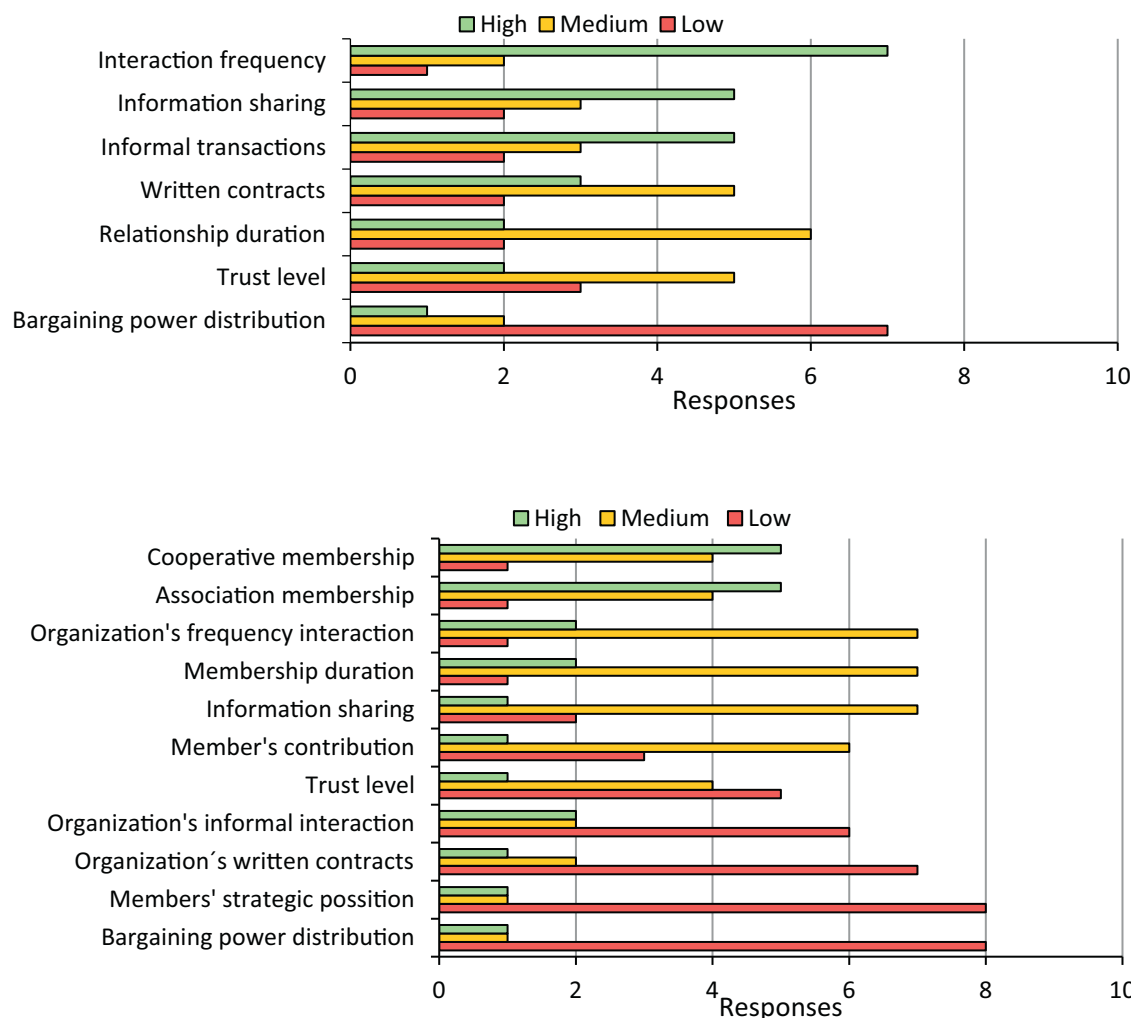 High Medium Low
Interaction frequency
Information sharing
Informal transactions
Written contracts
Relationship duration
Trust level
Bargaining power distribution
0 2 4 6 8 10
Responses
High Medium Low
Cooperative membership
Association membership
Organization's frequency interaction
Membership duration
Information sharing
Member's contribution
Trust level
Organization's informal interaction
Organization´s written contracts
Members' strategic possition
Bargaining power distribution
0 2 4 6 8 10
Responses